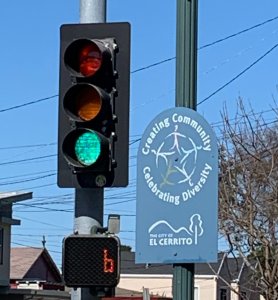 Creating Community
Celebrating Diversity
THE CITY OF
EL CERRITO
6